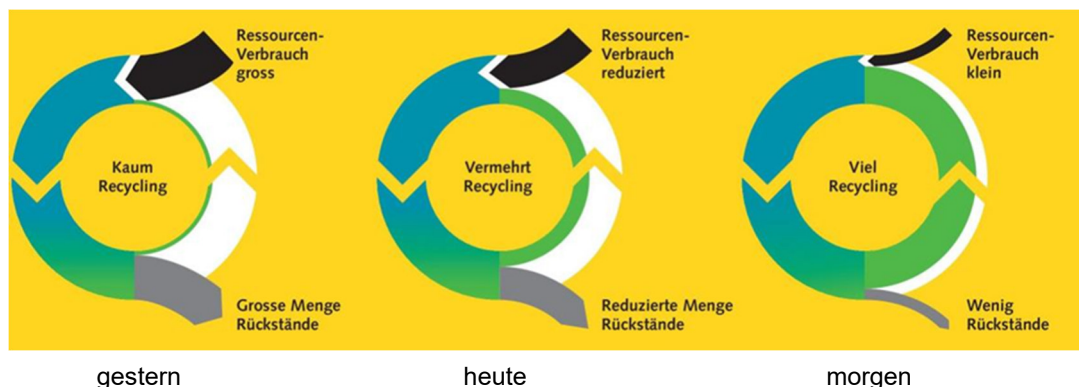 Ressourcen-
Verbrauch
gross
Kaum
Recycling
Grosse Menge
Rückstände
Ressourcen-
Verbrauch
reduziert
Vermehrt
Recycling
Reduzierte Menge
Rückstände
Ressourcen-
Verbrauch
klein
Viel
Recycling
Wenig
Rückstände
gestern
heute
morgen